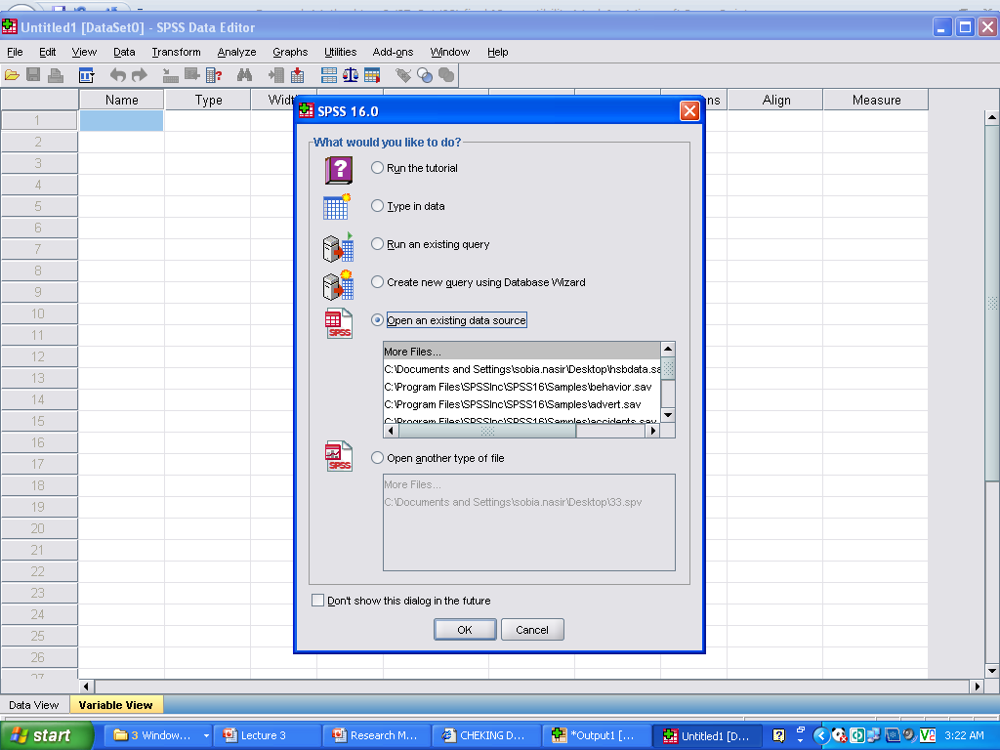 Untitled1 [DataSet0] - SPSS Data Editor
File Edit View Data Transform Analyze Graphs Utilities Add-ons Window Help
Name Type Width ns Align Measure
SPSS 16.0
What would you like to do?
Run the tutorial
Type in data
Run an existing query
Create new query using Database Wizard
Open an existing data source
More Files...
C:\Documents and Settings\sobia.nasir\Desktop\hsbdata.sa
C:\Program Files\SPSSInc\SPSS16\Samples\behavior.sav
C:\Program Files\SPSSInc\SPSS16\Samples\advert.sav
C:\Program Files\SPSSInc\SPSS16\Samples\accidents.sav
SPSS
Open another type of file
SPSS
More Files...
C:\Documents and Settings\sobia.nasir\Desktop\33.spv
Don't show this dialog in the future
OK Cancel
1
2
3
4
5
6
7
8
9
10
11
12
13
14
15
16
17
18
19
20
21
22
23
24
25
26
27
Data View Variable View
start 3 Window... Lecture 3 Research M... CHEKING D... *Output1 [... Untitled1 [D... 3:22 AM